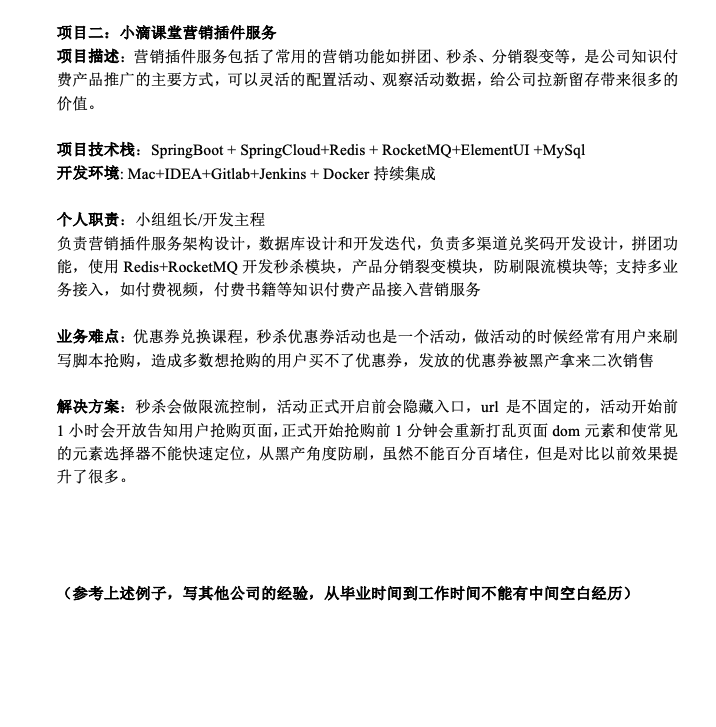 项目二：小滴课堂营销插件服务
项目描述：营销插件服务包括了常用的营销功能如拼团、秒杀、分销裂变等，是公司知识付
费产品推广的主要方式，可以灵活的配置活动、观察活动数据，给公司拉新留存带来很多的
价值。
项目技术栈：SpringBoot + SpringCloud+Redis + RocketMQ+ElementUI +MySql
开发环境: Mac+IDEA+Gitlab+Jenkins + Docker 持续集成
个人职责：小组组长/开发主程
负责营销插件服务架构设计，数据库设计和开发迭代，负责多渠道兑奖码开发设计，拼团功
能，使用 Redis+RocketMQ 开发秒杀模块，产品分销裂变模块，防刷限流模块等; 支持多业
务接入，如付费视频，付费书籍等知识付费产品接入营销服务
业务难点：优惠券兑换课程，秒杀优惠券活动也是一个活动，做活动的时候经常有用户来刷
写脚本抢购，造成多数想抢购的用户买不了优惠券，发放的优惠券被黑产拿来二次销售
解决方案：秒杀会做限流控制，活动正式开启前会隐藏入口，url 是不固定的，活动开始前
1 小时会开放告知用户抢购页面,正式开始抢购前 1 分钟会重新打乱页面 dom 元素和使常见
的元素选择器不能快速定位，从黑产角度防刷，虽然不能百分百堵住，但是对比以前效果提
升了很多。
（参考上述例子，写其他公司的经验，从毕业时间到工作时间不能有中间空白经历）